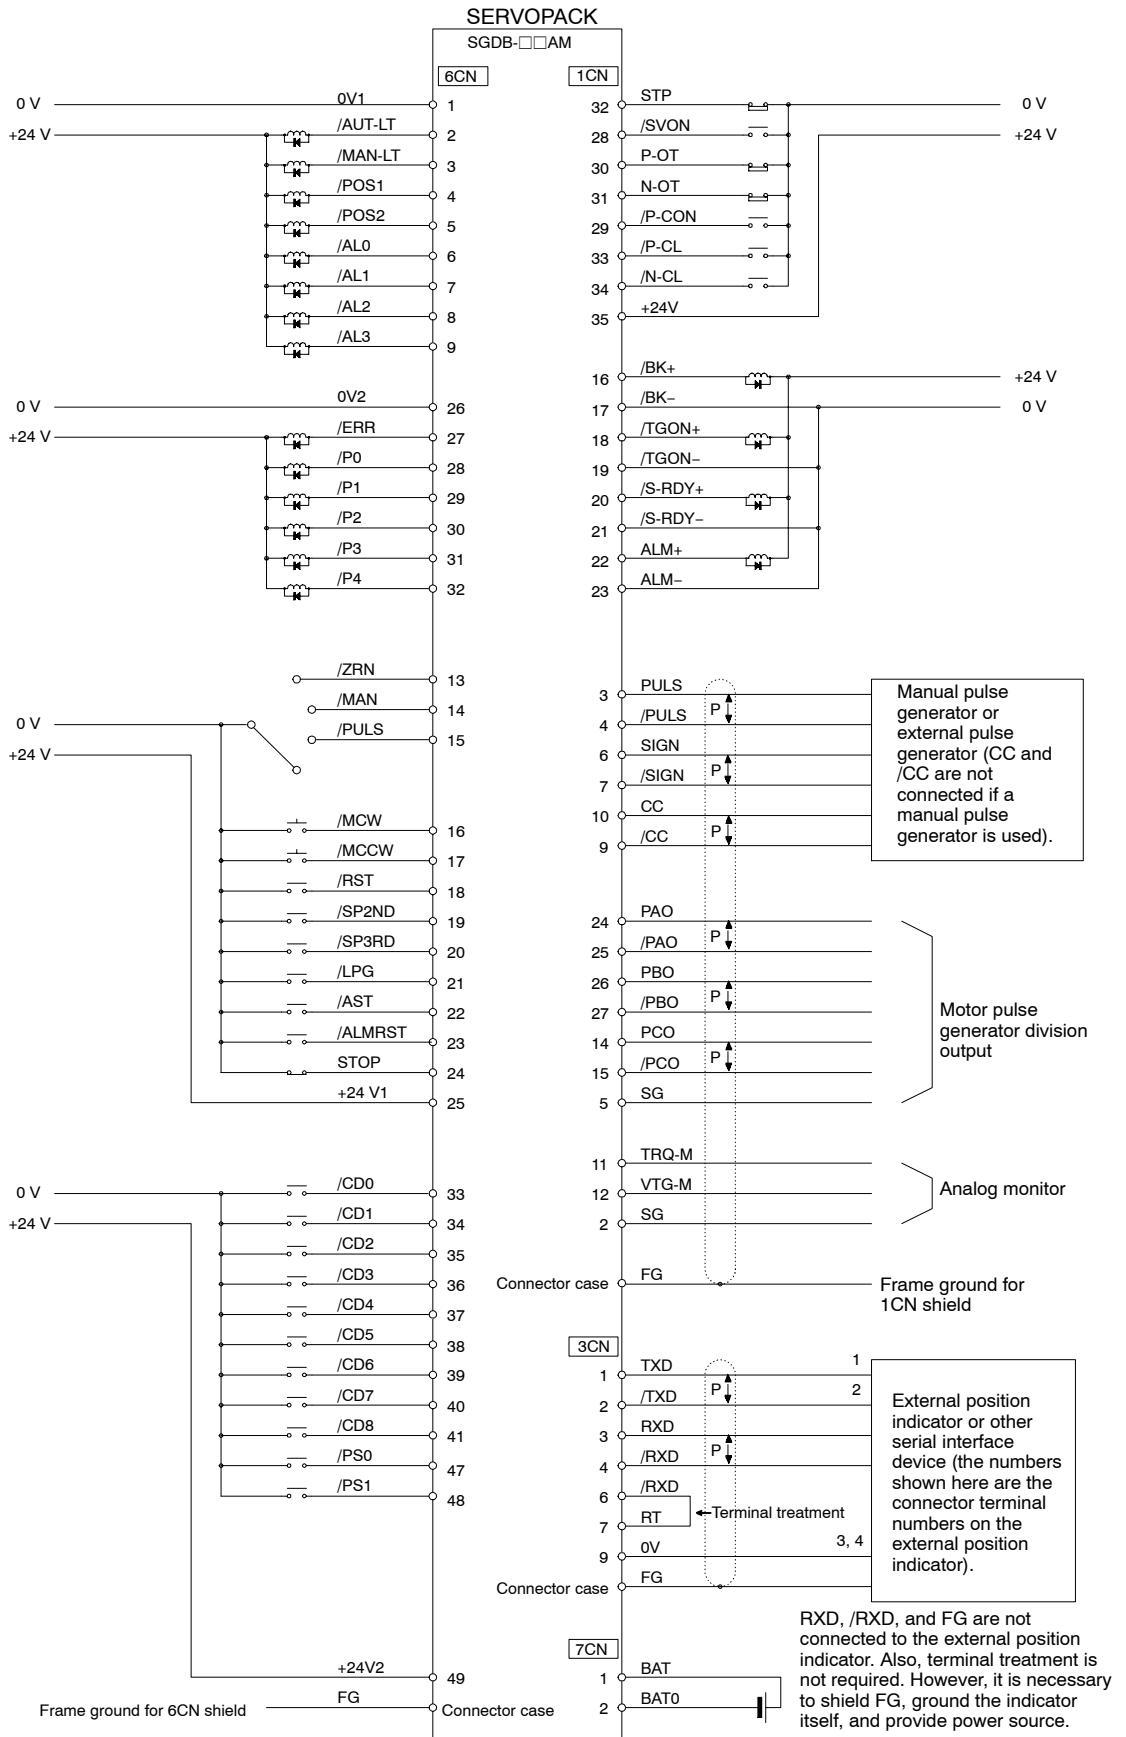 SERVOPACK
SGDB-□□AM
6CN
0 V 0V1 1
+24 V /AUT-LT 2
/MAN-LT 3
/POS1 4
/POS2 5
/AL0 6
/AL1 7
/AL2 8
/AL3 9
0 V 0V2 26
+24 V /ERR 27
/P0 28
/P1 29
/P2 30
/P3 31
/P4 32
/ZRN 13
/MAN 14
0 V
/PULS 15
+24 V
/MCW 16
/MCCW 17
/RST 18
/SP2ND 19
/SP3RD 20
/LPG 21
/AST 22
/ALMRST 23
STOP 24
+24 V1 25
0 V /CD0 33
+24 V /CD1 34
/CD2 35
/CD3 36
/CD4 37
/CD5 38
/CD6 39
/CD7 40
/CD8 41
/PS0 47
/PS1 48
+24V2 49
Frame ground for 6CN shield FG Connector case
1CN
32 STP 0 V
28 /SVON +24 V
30 P-OT
31 N-OT
29 /P-CON
33 /P-CL
34 /N-CL
35 +24V
16 /BK+ +24 V
17 /BK− 0 V
18 /TGON+
19 /TGON−
20 /S-RDY+
21 /S-RDY−
22 ALM+
23 ALM−
3 PULS
P
4 /PULS
6 SIGN
P
7 /SIGN
10 CC
P
9 /CC
Manual pulse
generator or
external pulse
generator (CC and
/CC are not
connected if a
manual pulse
generator is used).
24 PAO
P
25 /PAO
26 PBO
P
27 /PBO
14 PCO
P
15 /PCO
5 SG
Motor pulse
generator division
output
11 TRQ-M
12 VTG-M
2 SG
Analog monitor
Connector case FG
Frame ground for
1CN shield
3CN
1 TXD 1
P
2 /TXD 2
3 RXD
P
4 /RXD
6 /RXD
7 RT
Terminal treatment
9 0V 3, 4
Connector case FG
External position
indicator or other
serial interface
device (the numbers
shown here are the
connector terminal
numbers on the
external position
indicator).
RXD, /RXD, and FG are not
connected to the external position
indicator. Also, terminal treatment is
not required. However, it is necessary
to shield FG, ground the indicator
itself, and provide power source.
7CN
1 BAT
2 BAT0